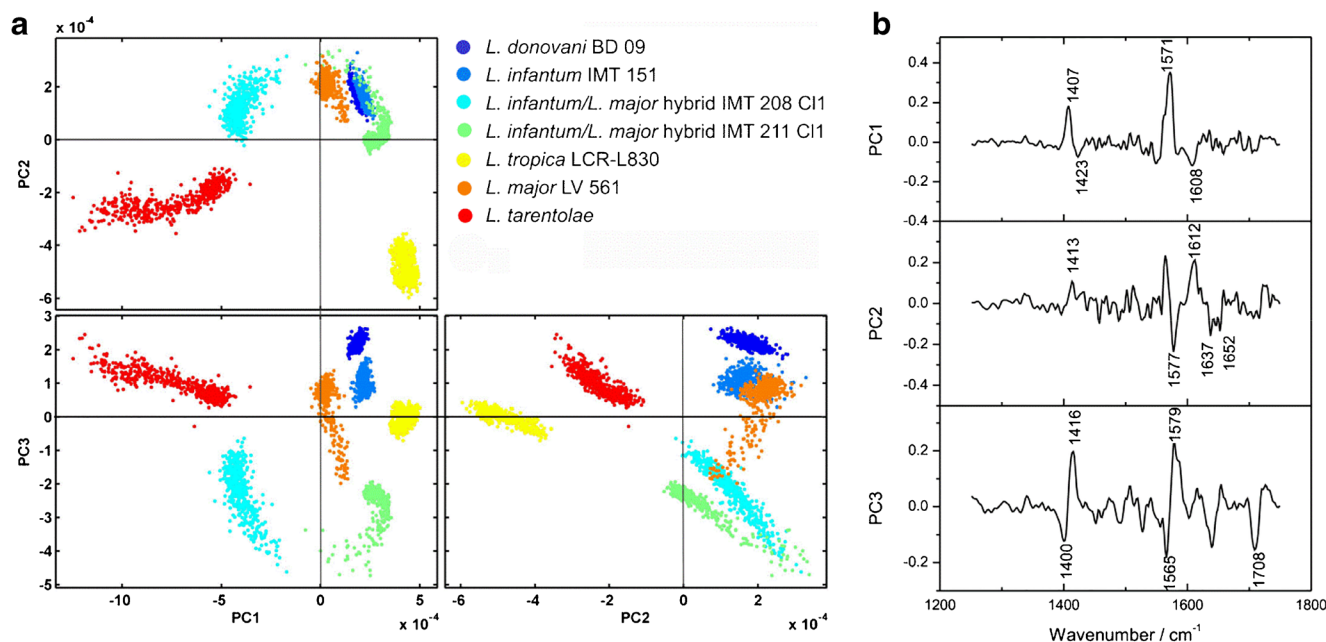 a
x 10⁻⁴
2
0
-2
-4
-6
PC2
L. donovani BD 09
L. infantum IMT 151
L. infantum/L. major hybrid IMT 208 Cl1
L. infantum/L. major hybrid IMT 211 Cl1
L. tropica LCR-L830
L. major LV 561
L. tarentolae
3
2
1
0
-1
-2
-3
-4
-5
PC3
-10 -5 0 5
PC1 x 10⁻⁴
-6 -4 -2 0 2
PC2 x 10⁻⁴
b
0.4
0.2
0.0
-0.2
-0.4
PC1
1407
1423
1571
1608
0.2
0.0
-0.2
-0.4
PC2
1413
1577
1612
1637
1652
0.2
0.0
-0.2
PC3
1416
1400
1579
1565
1708
1200 1400 1600 1800
Wavenumber / cm⁻¹